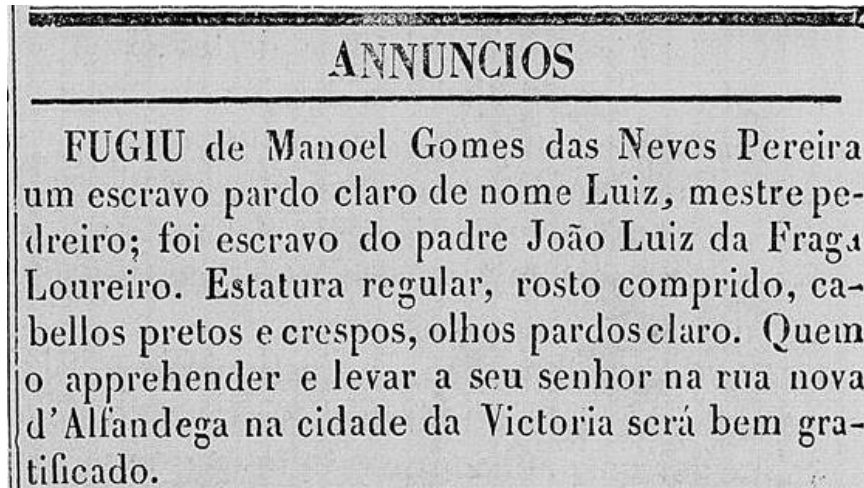 ANNUNCIOS
FUGIU de Manoel Gomes das Neves Pereira
um escravo pardo claro de nome Luiz, mestre pe-
dreiro; foi escravo do padre João Luiz da Fraga
Loureiro. Estatura regular, rosto comprido, ca-
bellos pretos e crespos, olhos pardos claro. Quem
o apprehender e levar a seu senhor na rua nova
d'Alfandega na cidade da Victoria será bem gra-
tificado.